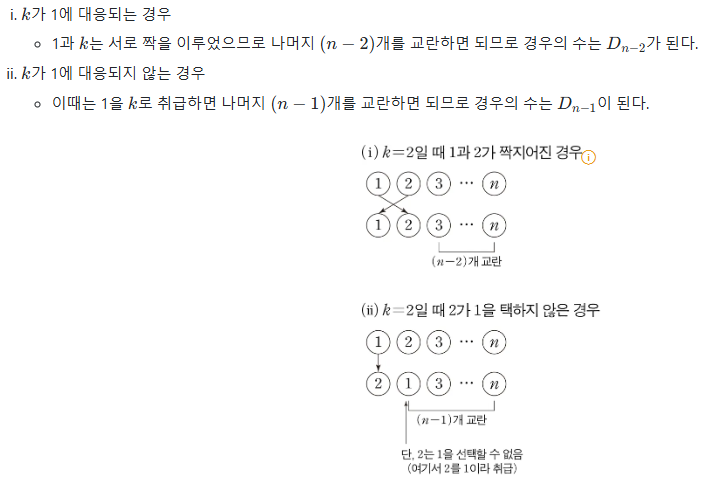 i. k가 1에 대응되는 경우
1과 k는 서로 짝을 이루었으므로 나머지 (n − 2)개를 교란하면 되므로 경우의 수는 Dₙ₋₂가 된다.
ii. k가 1에 대응되지 않는 경우
이때는 1을 k로 취급하면 나머지 (n − 1)개를 교란하면 되므로 경우의 수는 Dₙ₋₁이 된다.
(i) k=2일 때 1과 2가 짝지어진 경우 i
1 2 3 ⋯ n
1 2 3 ⋯ n
(n−2)개 교란
(ii) k=2일 때 2가 1을 택하지 않은 경우
1 2 3 ⋯ n
2 1 3 ⋯ n
(n−1)개 교란
단, 2는 1을 선택할 수 없음
(여기서 2를 1이라 취급)